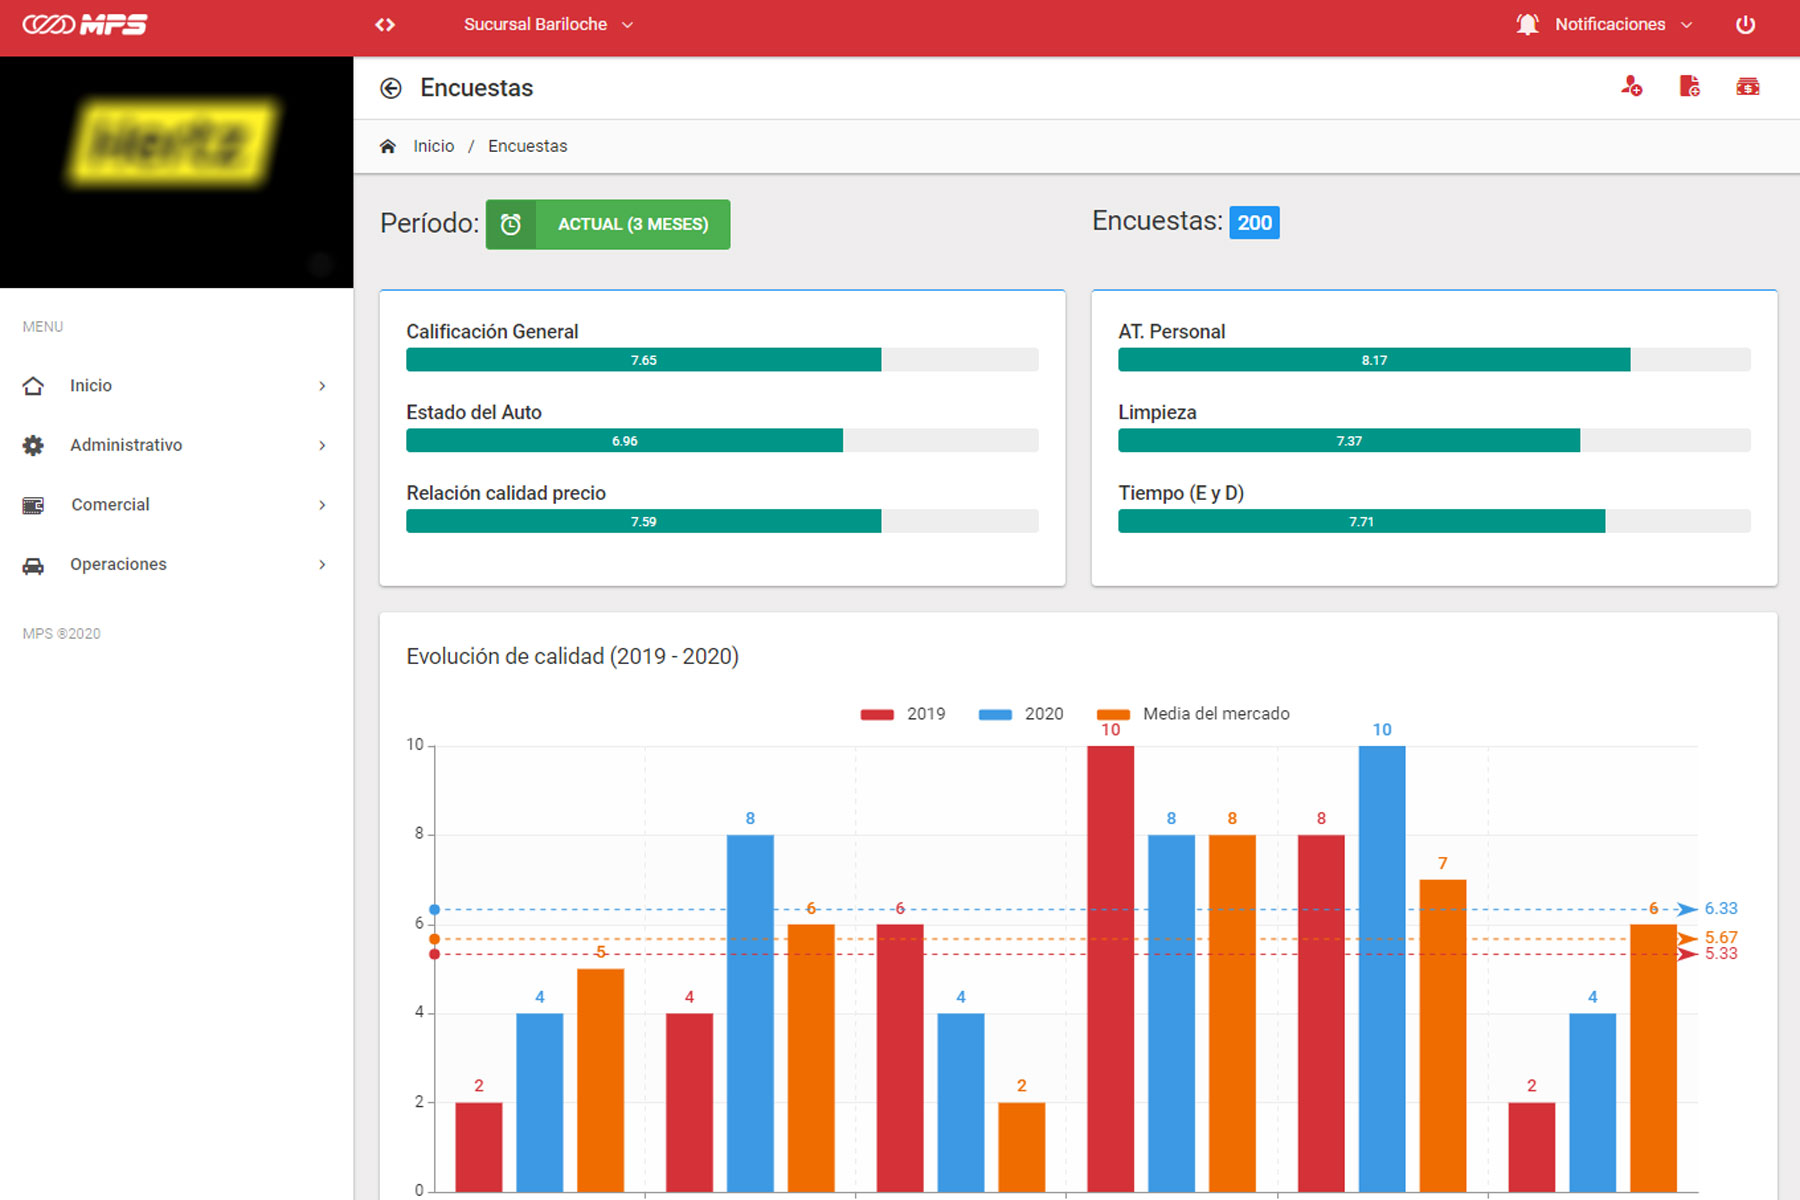 MPS
Sucursal Bariloche
Notificaciones
Encuestas
Inicio / Encuestas
Período: ACTUAL (3 MESES)
Encuestas: 200
MENU
Inicio
Administrativo
Comercial
Operaciones
MPS ®2020
Calificación General
7.65
Estado del Auto
6.96
Relación calidad precio
7.59
AT. Personal
8.17
Limpieza
7.37
Tiempo (E y D)
7.71
Evolución de calidad (2019 - 2020)
2019 2020 Media del mercado
10
8
6
4
2
0
2 4 5
4 8 6
6 4 2
10 8 8
8 10 7
2 4 6
6.33
5.67
5.33